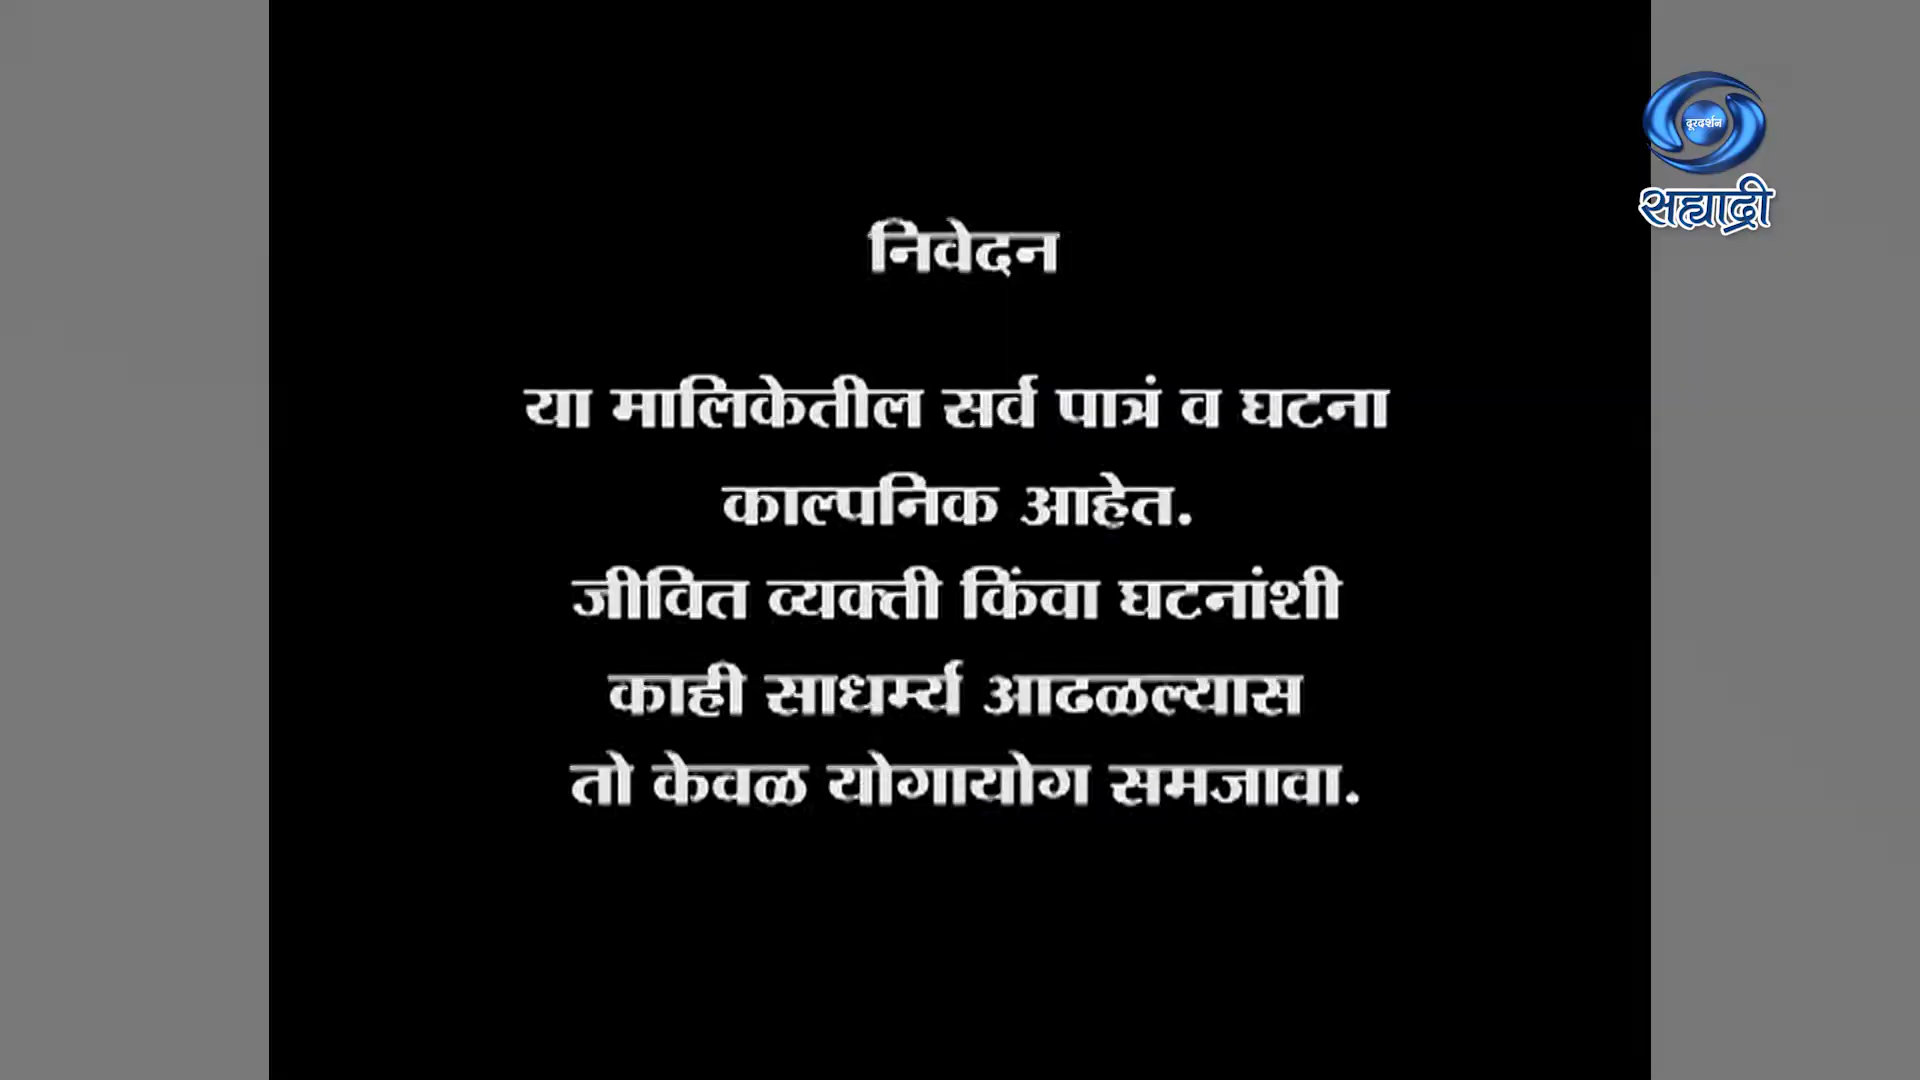 दूरदर्शन
सह्याद्री
निवेदन
या मालिकेतील सर्व पात्रं व घटना
काल्पनिक आहेत.
जीवित व्यक्ती किंवा घटनांशी
काही साधर्म्य आढळल्यास
तो केवळ योगायोग समजावा.